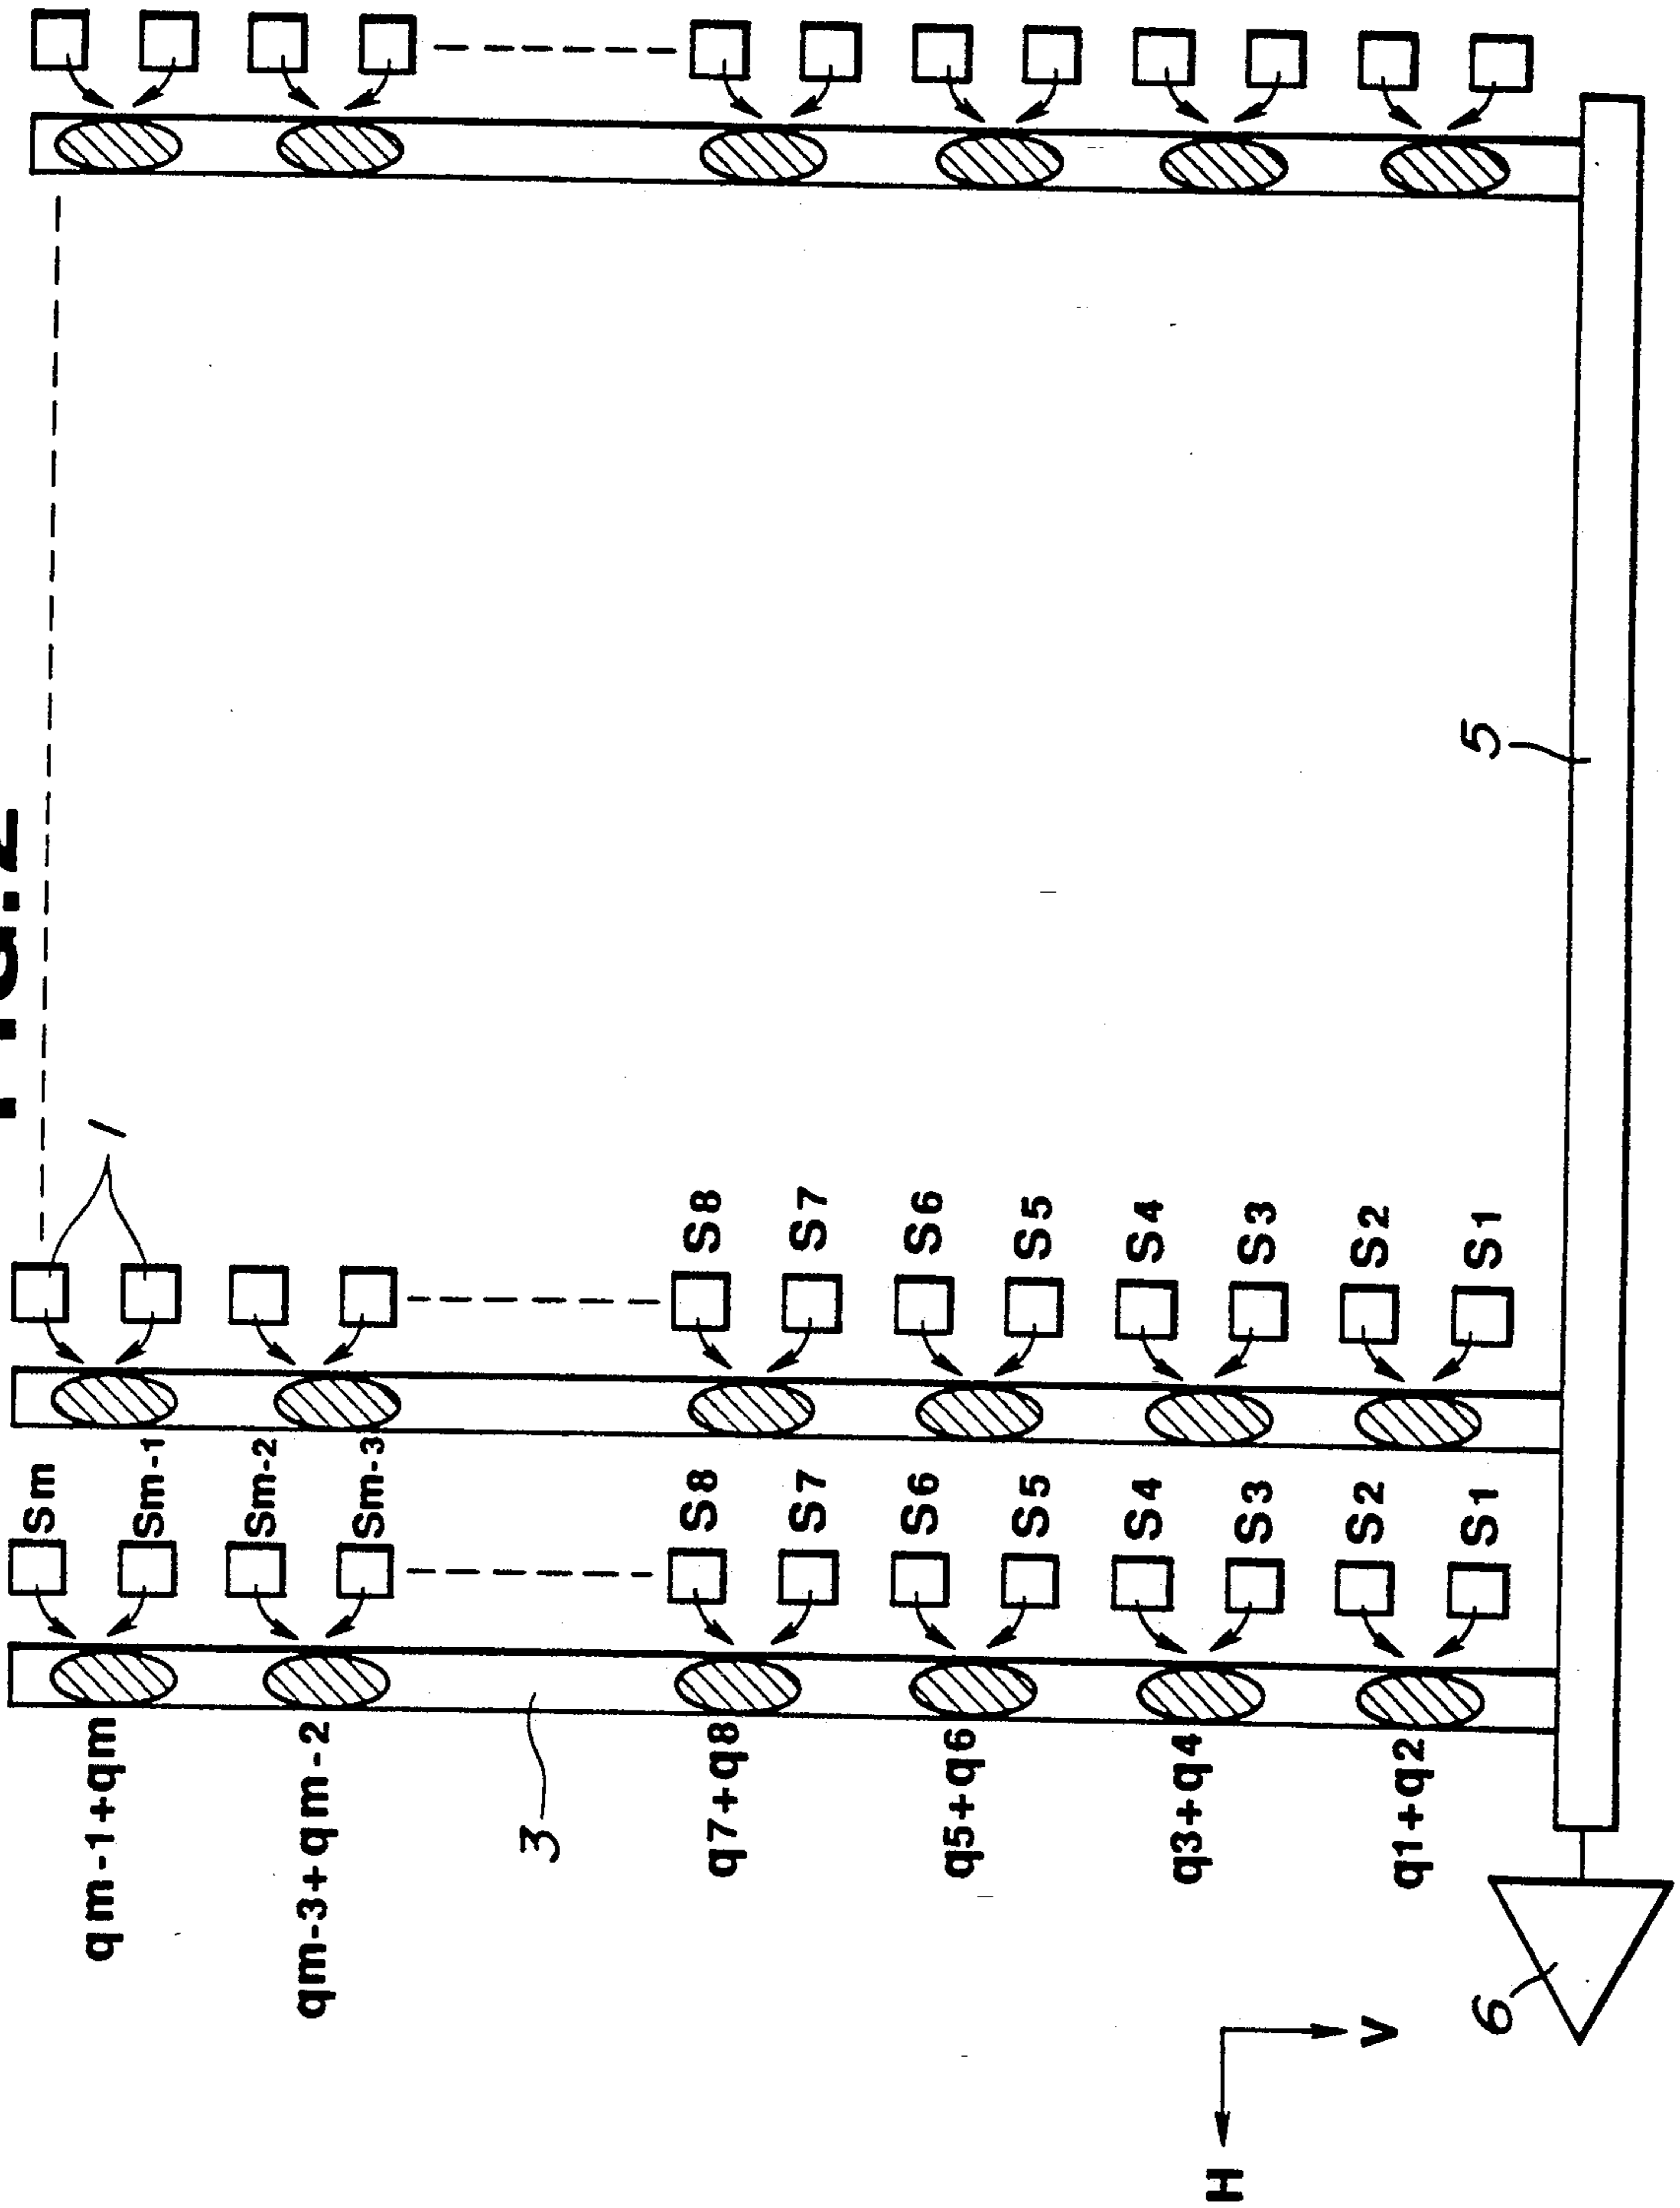 FIG.2
1
Sm
Sm-1
Sm-2
Sm-3
S8
S7
S6
S5
S4
S3
S2
S1
S8
S7
S6
S5
S4
S3
S2
S1
qm-1+qm
qm-3+qm-2
q7+q8
q5+q6
q3+q4
q1+q2
3
5
6
H
V